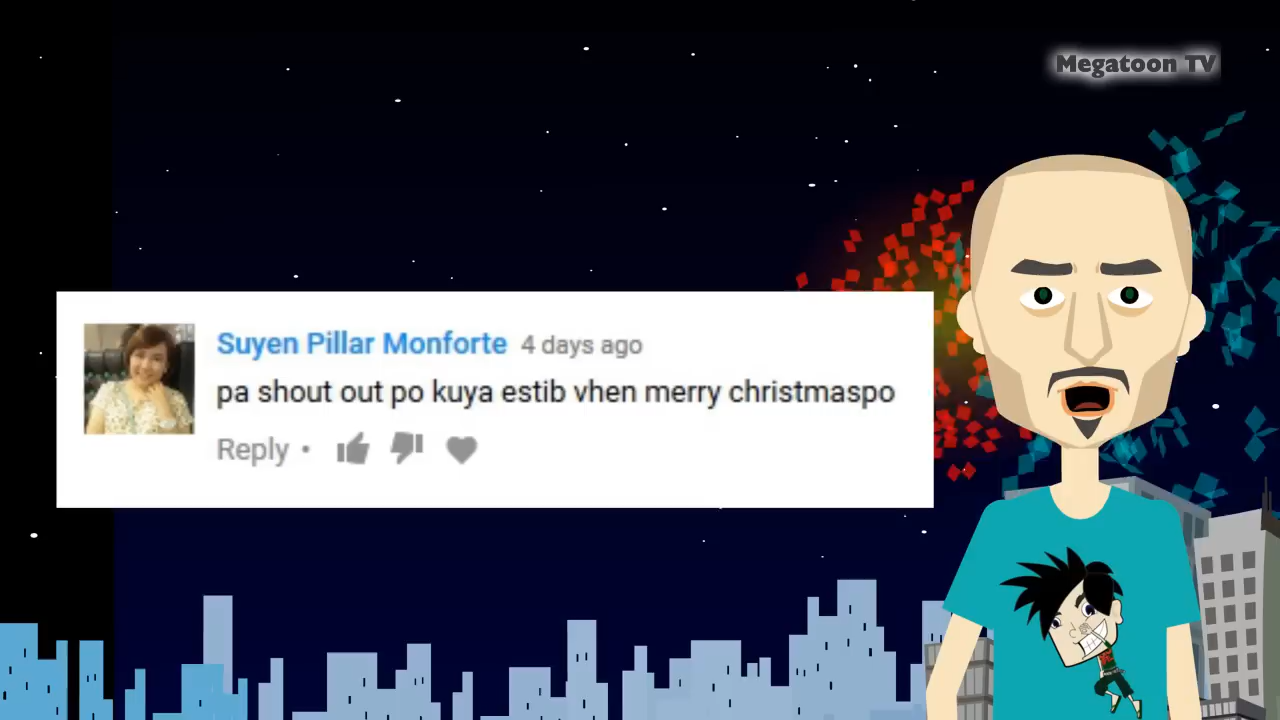 Megatoon TV
Suyen Pillar Monforte 4 days ago
pa shout out po kuya estib vhen merry christmaspo
Reply •